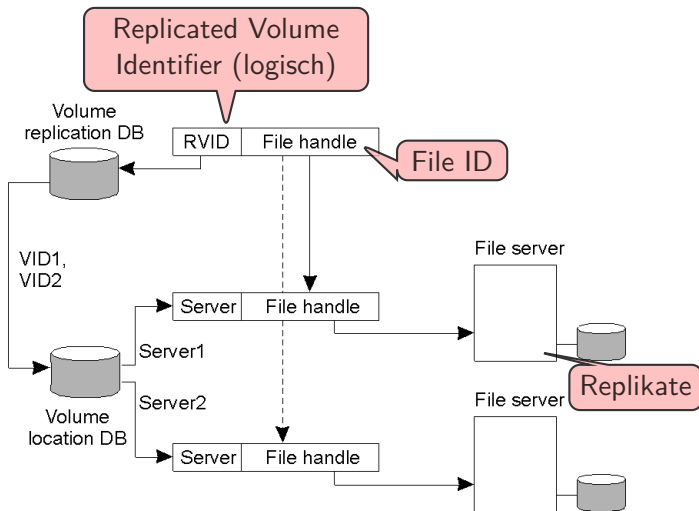 Replicated Volume
Identifier (logisch)
Volume
replication DB
RVID File handle
File ID
VID1,
VID2
File server
Server File handle
Server1
Replikate
Server2
Volume
location DB
File server
Server File handle